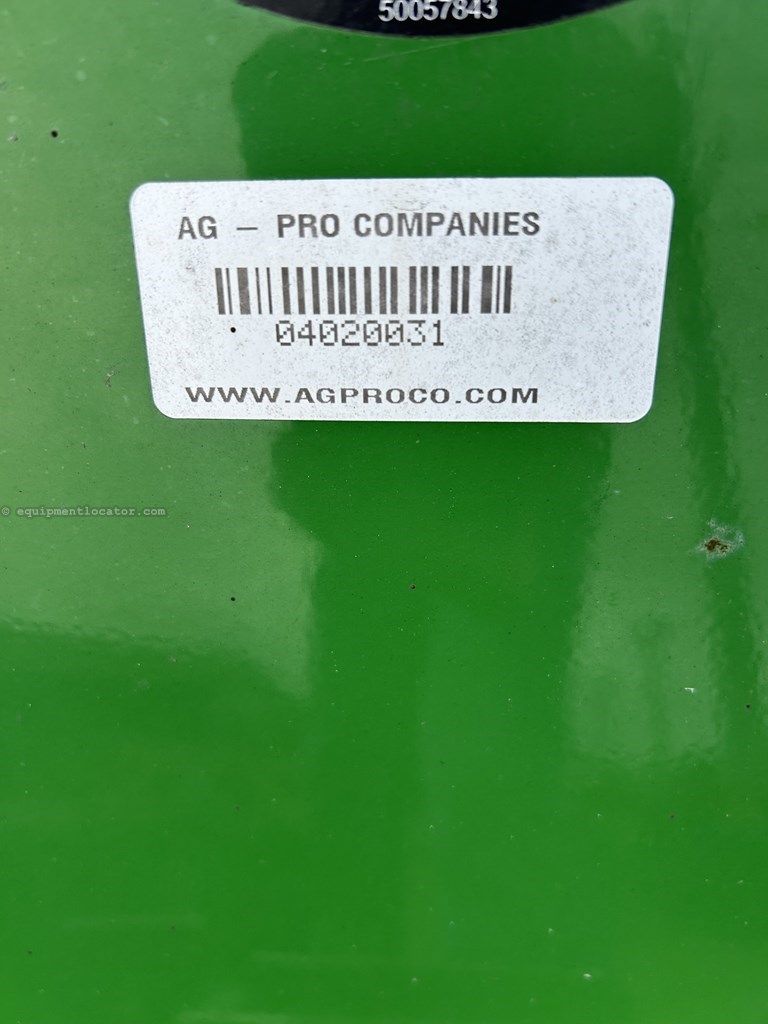 50057843
AG – PRO COMPANIES
04020031
WWW.AGPROCO.COM
© equipmentlocator.com